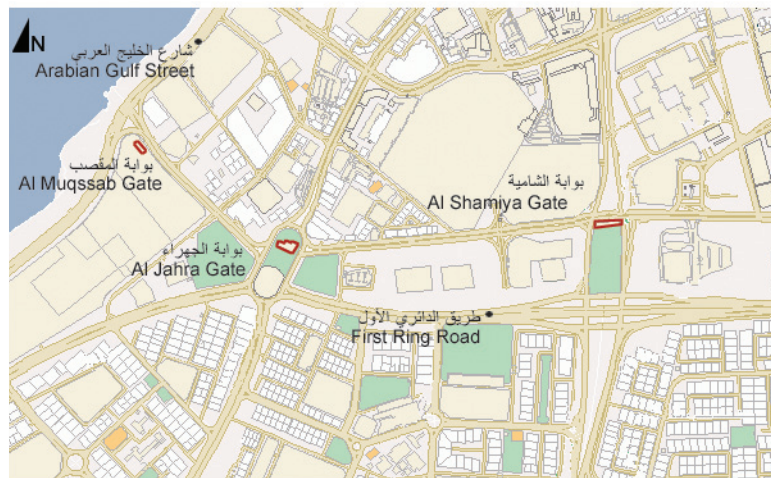 N
شارع الخليج العربي
Arabian Gulf Street
بوابة المقصب
Al Muqssab Gate
بوابة الشامية
Al Shamiya Gate
بوابة الجهراء
Al Jahra Gate
طريق الدائري الأول
First Ring Road